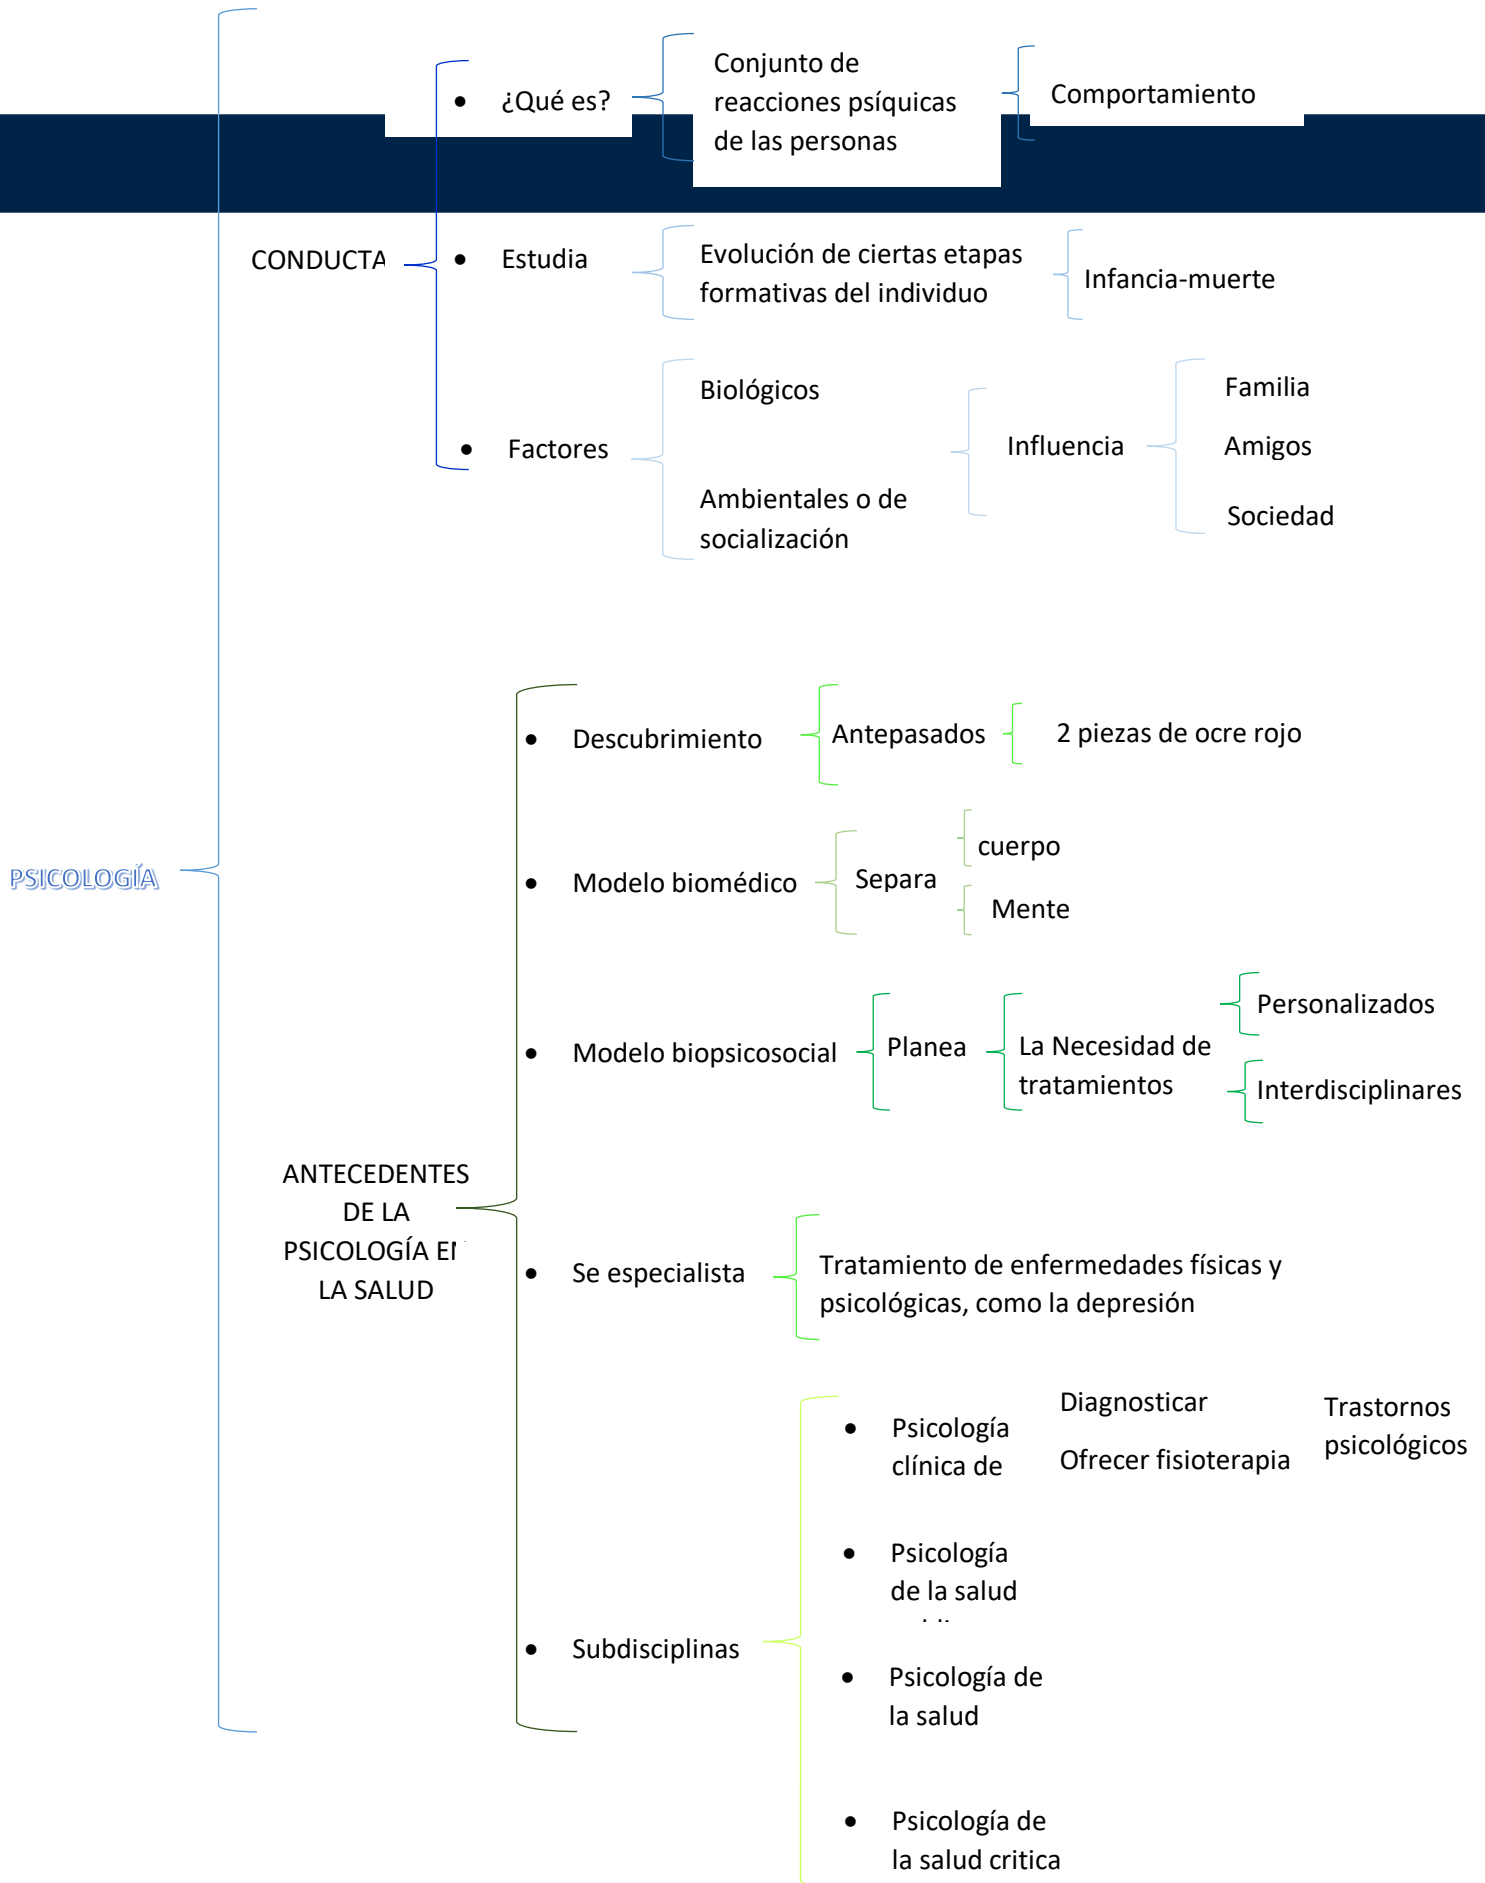 ¿Qué es?
Conjunto de
reacciones psíquicas
de las personas
Comportamiento
CONDUCTA
Estudia
Evolución de ciertas etapas
formativas del individuo
Infancia-muerte
Factores
Biológicos
Ambientales o de
socialización
Influencia
Familia
Amigos
Sociedad
PSICOLOGÍA
ANTECEDENTES
DE LA
PSICOLOGÍA EN
LA SALUD
Descubrimiento
Antepasados
2 piezas de ocre rojo
Modelo biomédico
Separa
cuerpo
Mente
Modelo biopsicosocial
Planea
La Necesidad de
tratamientos
Personalizados
Interdisciplinares
Se especialista
Tratamiento de enfermedades físicas y
psicológicas, como la depresión
Subdisciplinas
Psicología
clínica de
Diagnosticar
Ofrecer fisioterapia
Trastornos
psicológicos
Psicología
de la salud
Psicología de
la salud
Psicología de
la salud critica